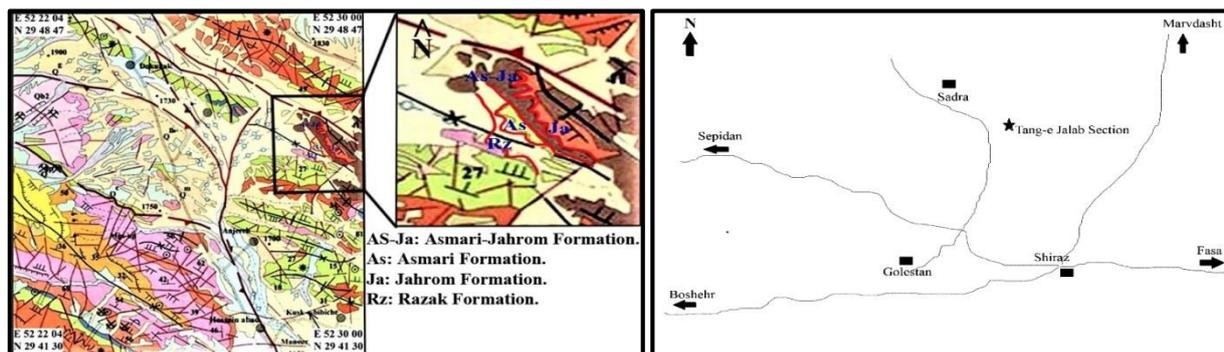 E 52 22 04
N 29 48 47
E 52 30 00
N 29 48 47
1830
1900
1730
Qb2
27
1750
Anjereh
1700
Kusk-e bibiche
E 52 22 04
N 29 41 30
E 52 30 00
N 29 41 30
N
As-Ja
As
Ja
Rz
27
AS-Ja: Asmari-Jahrom Formation.
As: Asmari Formation.
Ja: Jahrom Formation.
Rz: Razak Formation.
N
Marvdasht
Sadra
Tang-e Jalab Section
Sepidan
Shiraz
Fasa
Golestan
Boshehr